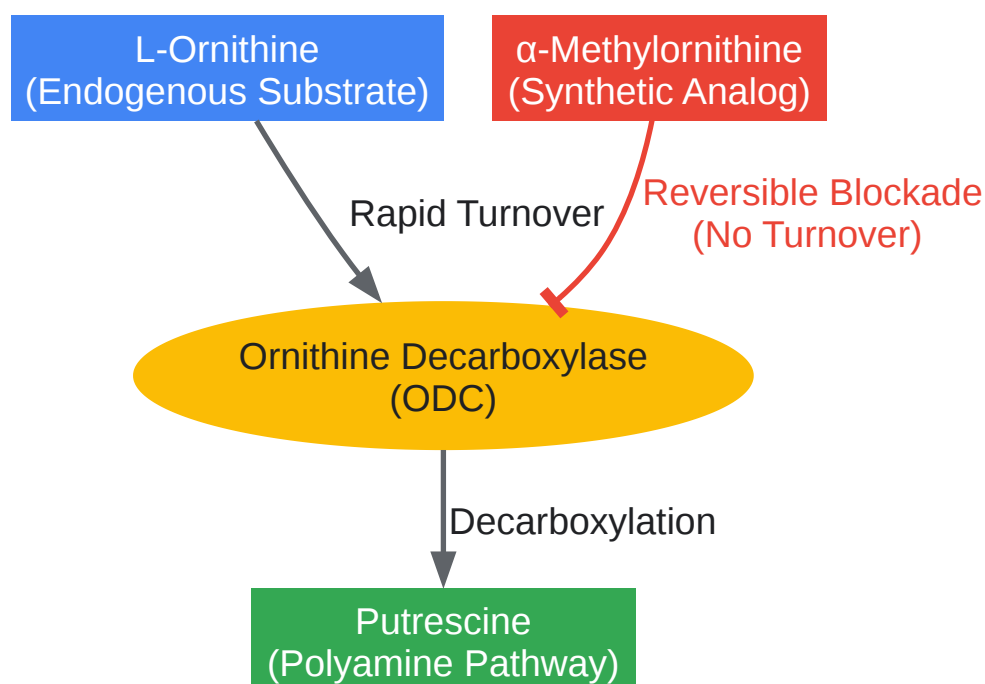 L-Ornithine
(Endogenous Substrate)
α-Methylornithine
(Synthetic Analog)
Rapid Turnover
Reversible Blockade
(No Turnover)
Ornithine Decarboxylase
(ODC)
Decarboxylation
Putrescine
(Polyamine Pathway)